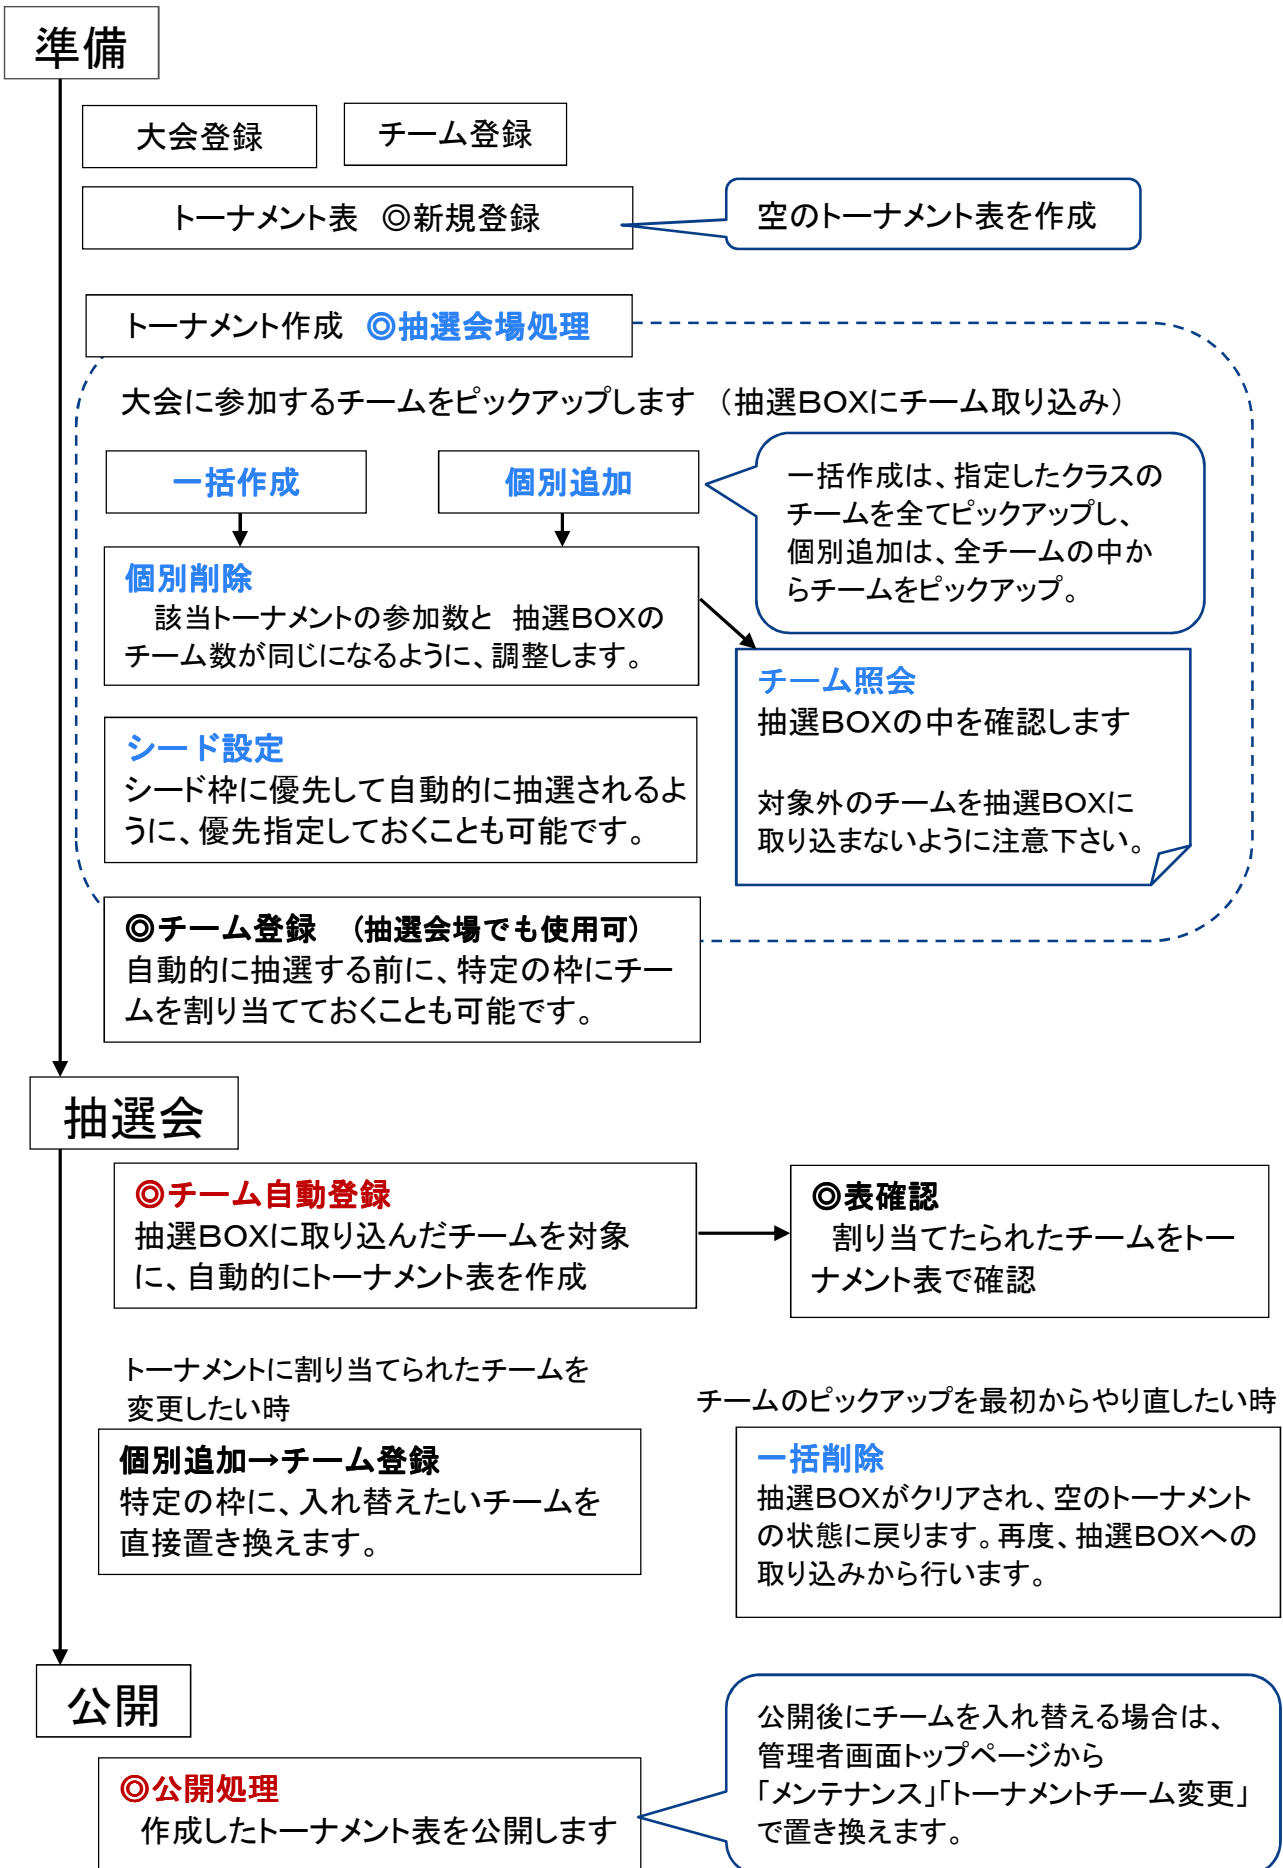 準備
大会登録
チーム登録
トーナメント表　◎新規登録
空のトーナメント表を作成
トーナメント作成　◎抽選会場処理
大会に参加するチームをピックアップします　（抽選BOXにチーム取り込み）
一括作成
個別追加
一括作成は、指定したクラスの
チームを全てピックアップし、
個別追加は、全チームの中か
らチームをピックアップ。
個別削除
該当トーナメントの参加数と　抽選BOXの
チーム数が同じになるように、調整します。
チーム照会
抽選BOXの中を確認します
対象外のチームを抽選BOXに
取り込まないように注意下さい。
シード設定
シード枠に優先して自動的に抽選されるよ
うに、優先指定しておくことも可能です。
◎チーム登録　（抽選会場でも使用可）
自動的に抽選する前に、特定の枠にチー
ムを割り当てておくことも可能です。
抽選会
◎チーム自動登録
抽選BOXに取り込んだチームを対象
に、自動的にトーナメント表を作成
◎表確認
割り当てたられたチームをトー
ナメント表で確認
トーナメントに割り当てられたチームを
変更したい時
個別追加→チーム登録
特定の枠に、入れ替えたいチームを
直接置き換えます。
チームのピックアップを最初からやり直したい時
一括削除
抽選BOXがクリアされ、空のトーナメント
の状態に戻ります。再度、抽選BOXへの
取り込みから行います。
公開
◎公開処理
作成したトーナメント表を公開します
公開後にチームを入れ替える場合は、
管理者画面トップページから
「メンテナンス」「トーナメントチーム変更」
で置き換えます。